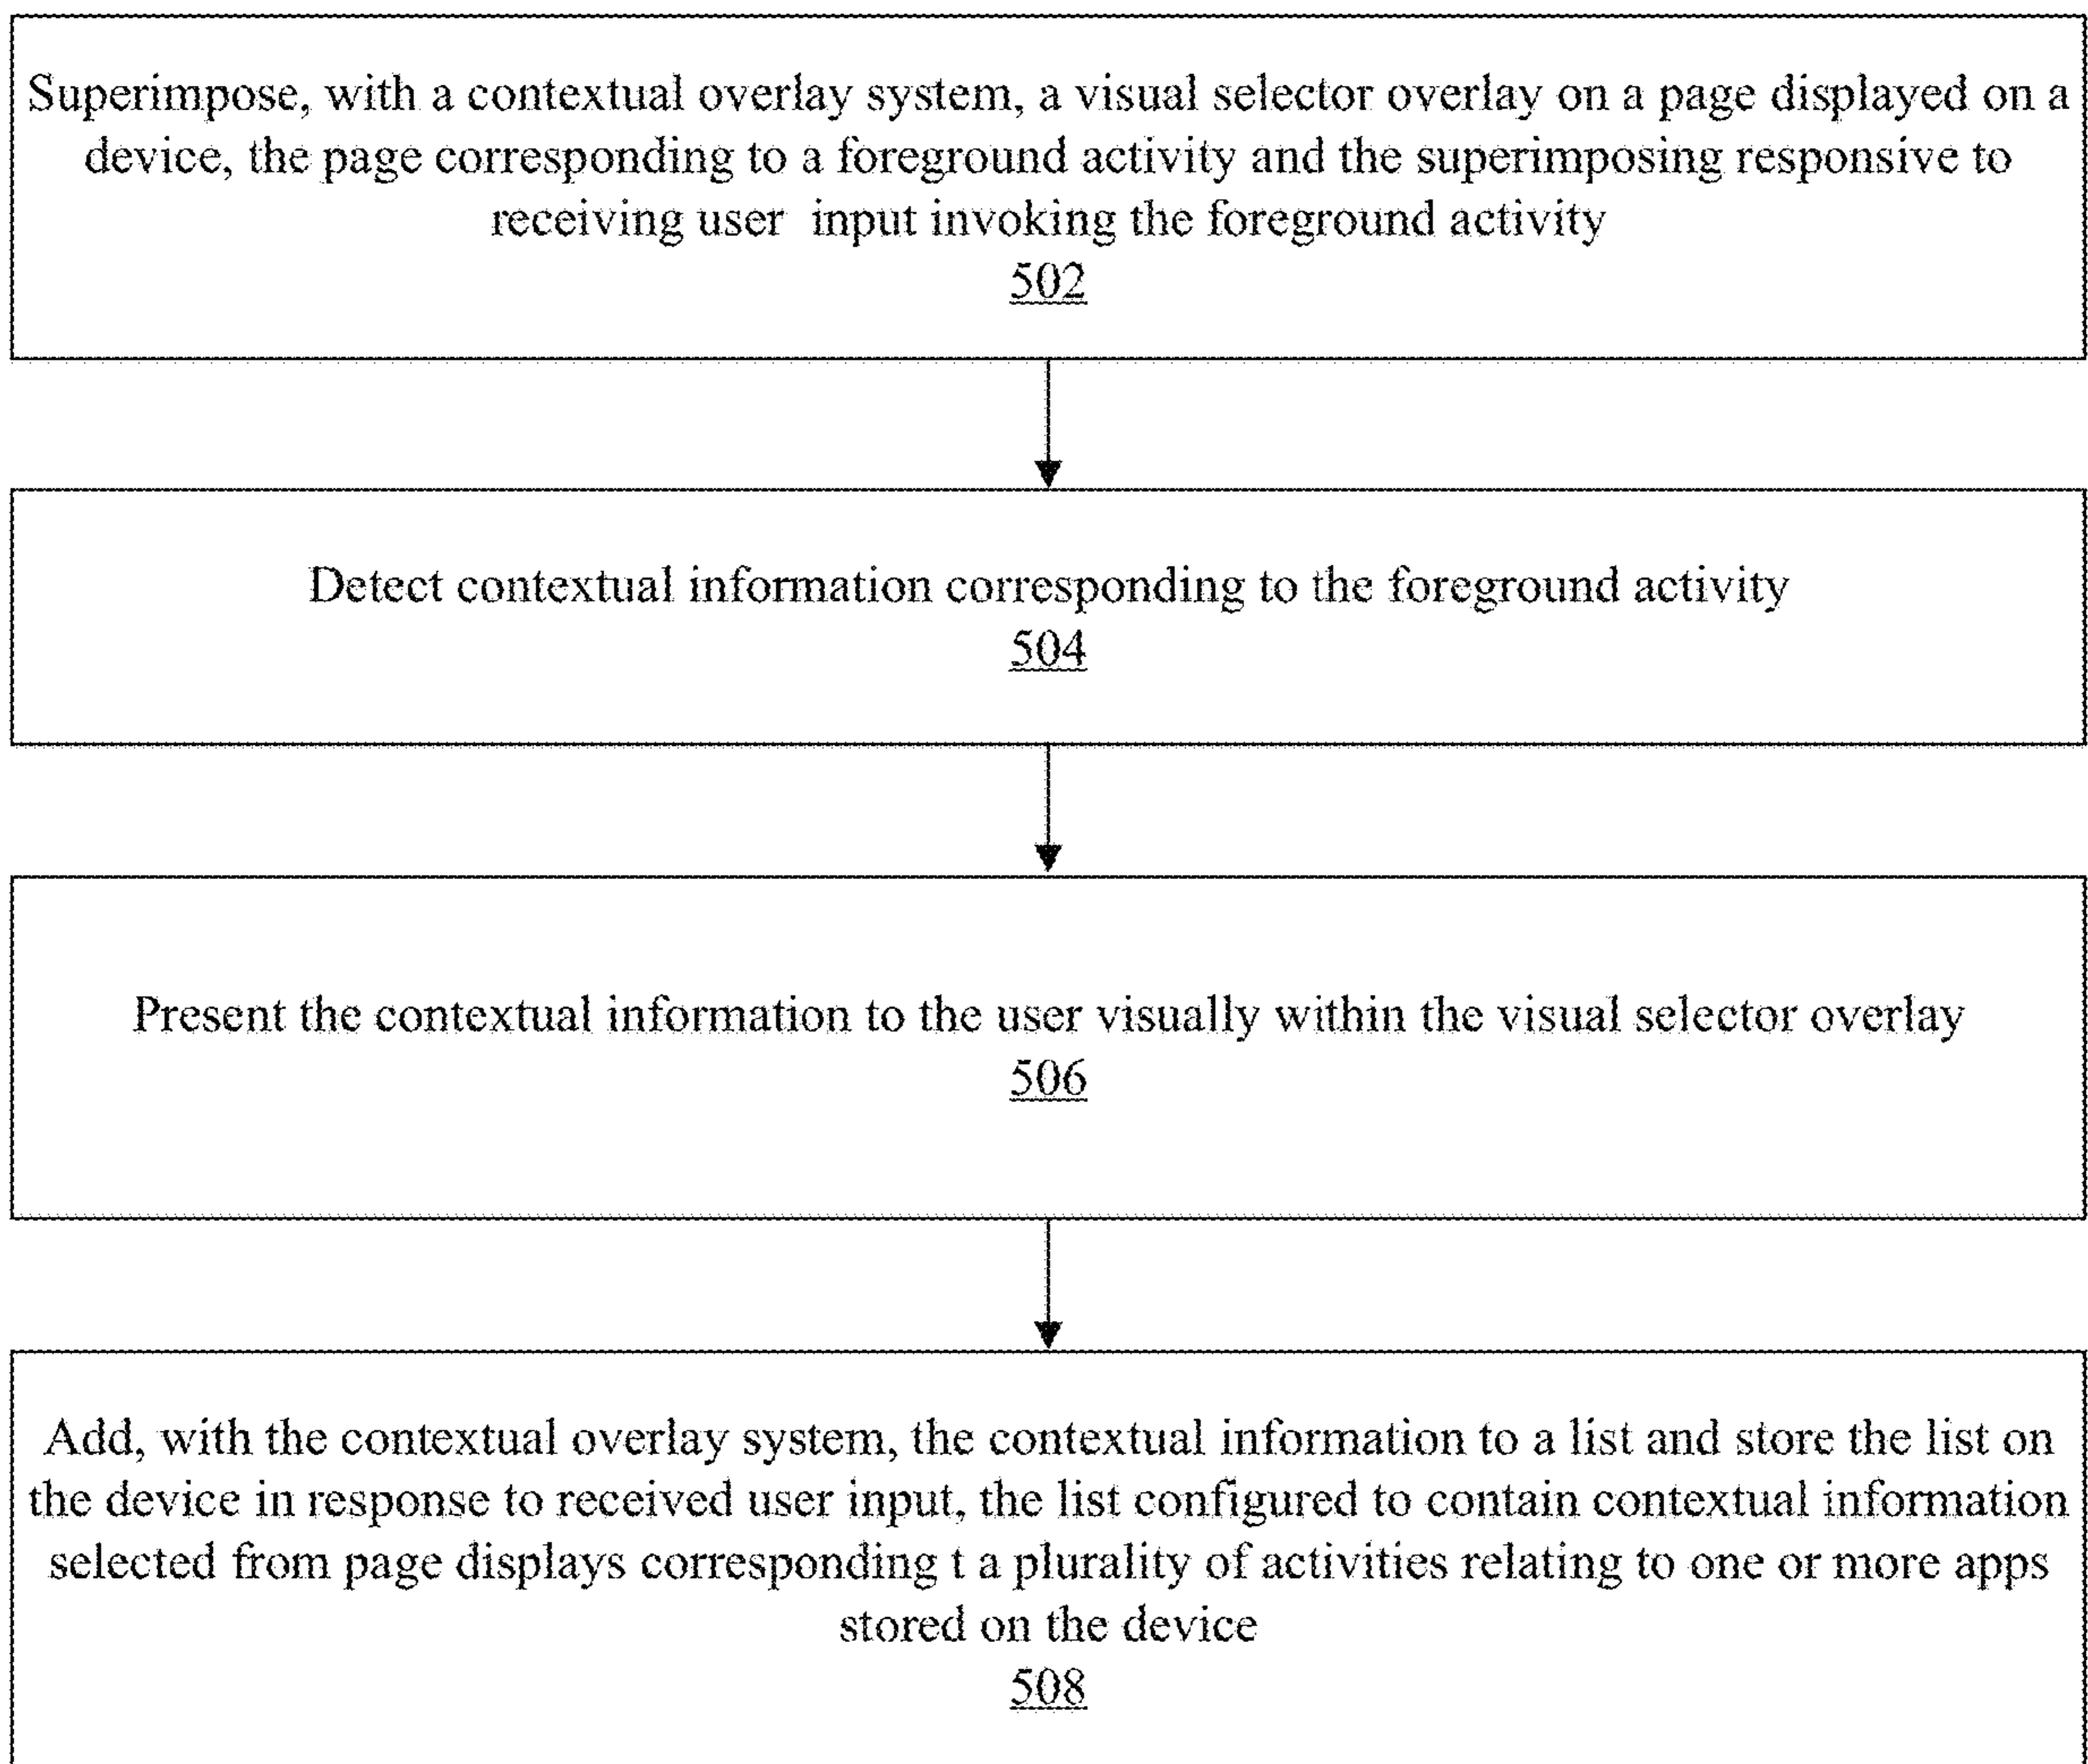 Superimpose, with a contextual overlay system, a visual selector overlay on a page displayed on a
device, the page corresponding to a foreground activity and the superimposing responsive to
receiving user  input invoking the foreground activity
502
Detect contextual information corresponding to the foreground activity
504
Present the contextual information to the user visually within the visual selector overlay
506
Add, with the contextual overlay system, the contextual information to a list and store the list on
the device in response to received user input, the list configured to contain contextual information
selected from page displays corresponding t a plurality of activities relating to one or more apps
stored on the device
508